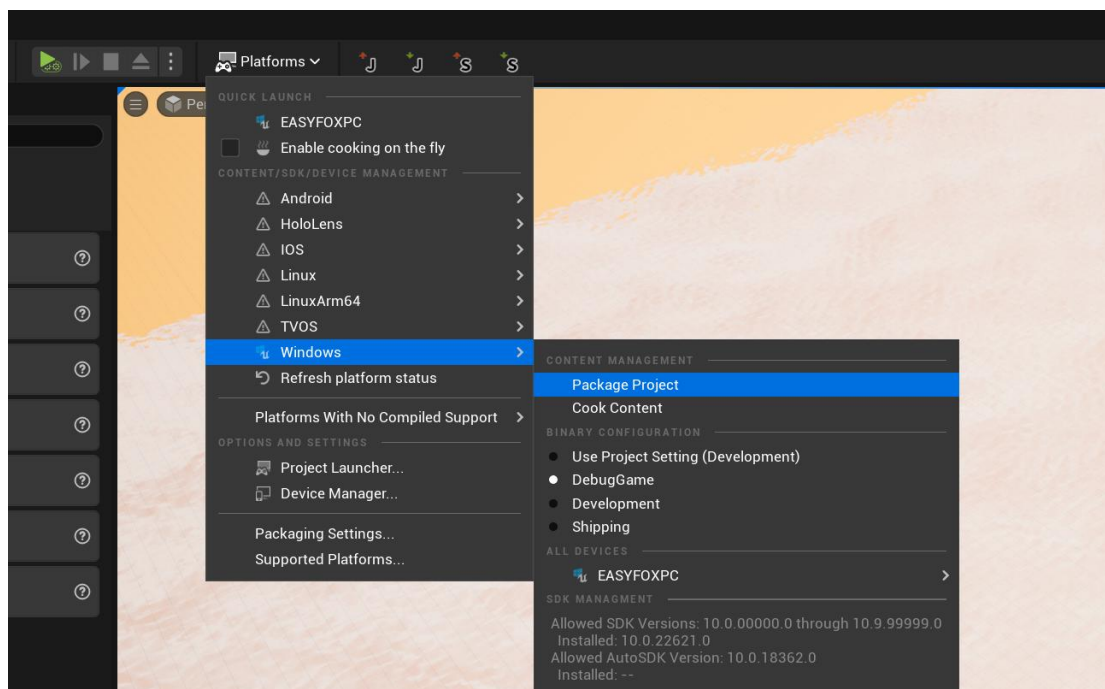 Platforms
J J S S
Pe
QUICK LAUNCH
EASYFOXPC
Enable cooking on the fly
CONTENT/SDK/DEVICE MANAGEMENT
Android
HoloLens
IOS
Linux
LinuxArm64
TVOS
Windows
Refresh platform status
Platforms With No Compiled Support
OPTIONS AND SETTINGS
Project Launcher...
Device Manager...
Packaging Settings...
Supported Platforms...
CONTENT MANAGEMENT
Package Project
Cook Content
BINARY CONFIGURATION
Use Project Setting (Development)
DebugGame
Development
Shipping
ALL DEVICES
EASYFOXPC
SDK MANAGMENT
Allowed SDK Versions: 10.0.00000.0 through 10.9.99999.0
Installed: 10.0.22621.0
Allowed AutoSDK Version: 10.0.18362.0
Installed: --